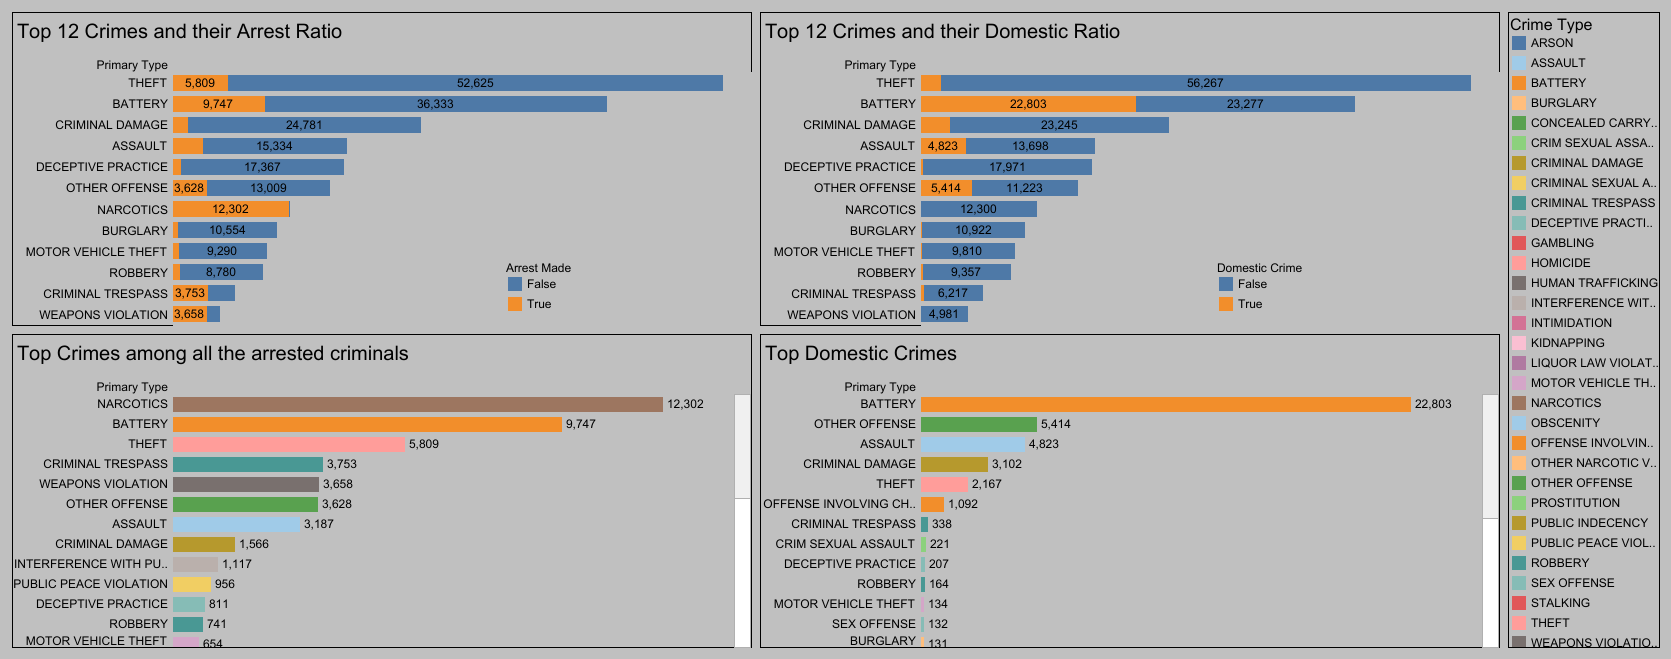 Top 12 Crimes and their Arrest Ratio
Primary Type
THEFT 5,809 52,625
BATTERY 9,747 36,333
CRIMINAL DAMAGE 24,781
ASSAULT 15,334
DECEPTIVE PRACTICE 17,367
OTHER OFFENSE 3,628 13,009
NARCOTICS 12,302
BURGLARY 10,554
MOTOR VEHICLE THEFT 9,290
ROBBERY 8,780
CRIMINAL TRESPASS 3,753
WEAPONS VIOLATION 3,658
Arrest Made
False
True
Top 12 Crimes and their Domestic Ratio
Primary Type
THEFT 56,267
BATTERY 22,803 23,277
CRIMINAL DAMAGE 23,245
ASSAULT 4,823 13,698
DECEPTIVE PRACTICE 17,971
OTHER OFFENSE 5,414 11,223
NARCOTICS 12,300
BURGLARY 10,922
MOTOR VEHICLE THEFT 9,810
ROBBERY 9,357
CRIMINAL TRESPASS 6,217
WEAPONS VIOLATION 4,981
Domestic Crime
False
True
Top Crimes among all the arrested criminals
Primary Type
NARCOTICS 12,302
BATTERY 9,747
THEFT 5,809
CRIMINAL TRESPASS 3,753
WEAPONS VIOLATION 3,658
OTHER OFFENSE 3,628
ASSAULT 3,187
CRIMINAL DAMAGE 1,566
INTERFERENCE WITH PU.. 1,117
PUBLIC PEACE VIOLATION 956
DECEPTIVE PRACTICE 811
ROBBERY 741
MOTOR VEHICLE THEFT 654
Top Domestic Crimes
Primary Type
BATTERY 22,803
OTHER OFFENSE 5,414
ASSAULT 4,823
CRIMINAL DAMAGE 3,102
THEFT 2,167
OFFENSE INVOLVING CH.. 1,092
CRIMINAL TRESPASS 338
CRIM SEXUAL ASSAULT 221
DECEPTIVE PRACTICE 207
ROBBERY 164
MOTOR VEHICLE THEFT 134
SEX OFFENSE 132
BURGLARY 131
Crime Type
ARSON
ASSAULT
BATTERY
BURGLARY
CONCEALED CARRY..
CRIM SEXUAL ASSA..
CRIMINAL DAMAGE
CRIMINAL SEXUAL A..
CRIMINAL TRESPASS
DECEPTIVE PRACTI..
GAMBLING
HOMICIDE
HUMAN TRAFFICKING
INTERFERENCE WIT..
INTIMIDATION
KIDNAPPING
LIQUOR LAW VIOLAT..
MOTOR VEHICLE TH..
NARCOTICS
OBSCENITY
OFFENSE INVOLVIN..
OTHER NARCOTIC V..
OTHER OFFENSE
PROSTITUTION
PUBLIC INDECENCY
PUBLIC PEACE VIOL..
ROBBERY
SEX OFFENSE
STALKING
THEFT
WEAPONS VIOLATIO..